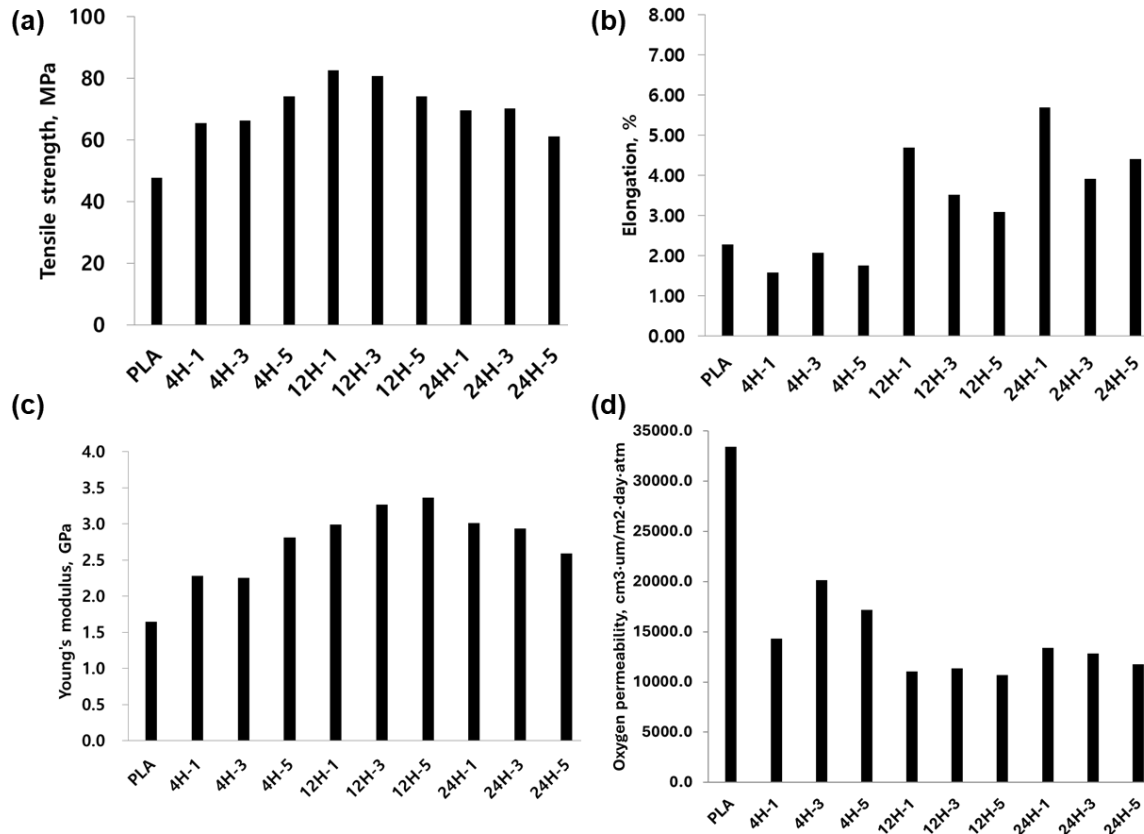 (a)
Tensile strength, MPa
100
80
60
40
20
0
PLA
4H-1
4H-3
4H-5
12H-1
12H-3
12H-5
24H-1
24H-3
24H-5
(b)
Elongation, %
8.00
7.00
6.00
5.00
4.00
3.00
2.00
1.00
0.00
PLA
4H-1
4H-3
4H-5
12H-1
12H-3
12H-5
24H-1
24H-3
24H-5
(c)
Young's modulus, GPa
4.0
3.5
3.0
2.5
2.0
1.5
1.0
0.5
0.0
PLA
4H-1
4H-3
4H-5
12H-1
12H-3
12H-5
24H-1
24H-3
24H-5
(d)
Oxygen permeability, cm3·um/m2·day·atm
35000.0
30000.0
25000.0
20000.0
15000.0
10000.0
5000.0
0.0
PLA
4H-1
4H-3
4H-5
12H-1
12H-3
12H-5
24H-1
24H-3
24H-5